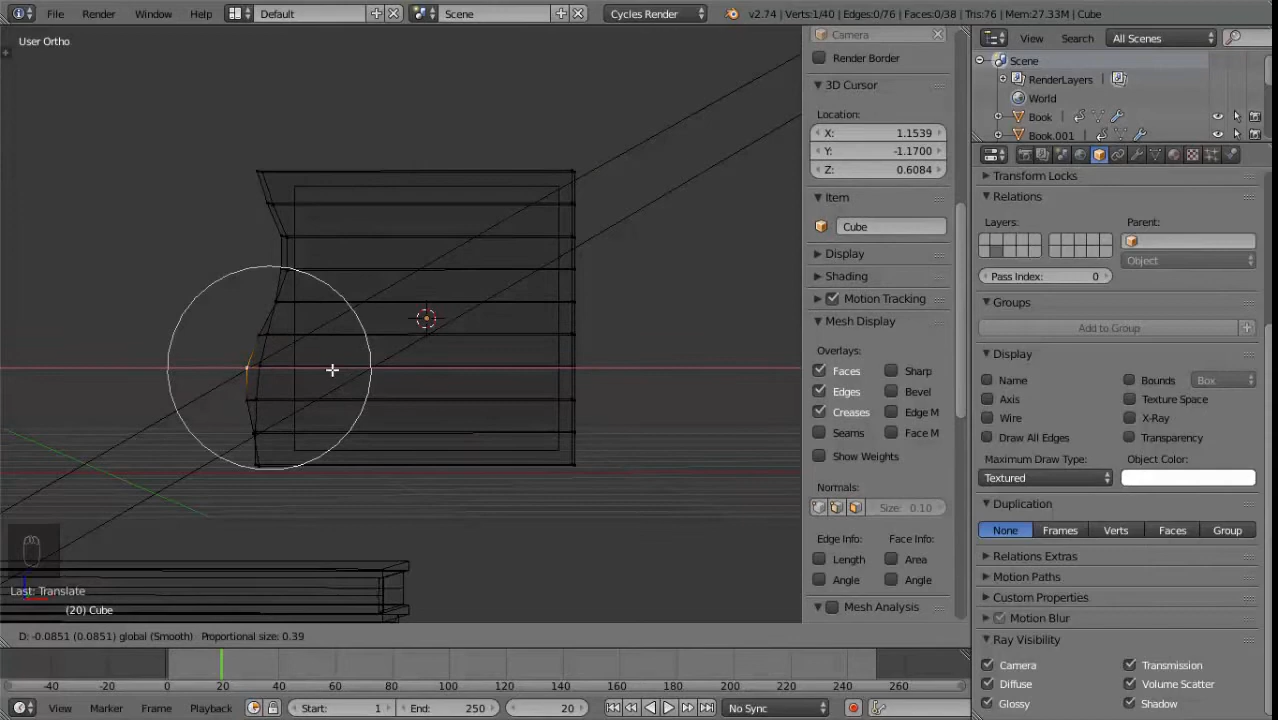 File Render Window Help Default Scene Cycles Render v2.74 | Verts:1/40 | Edges:0/76 | Faces:0/38 | Tris:76 | Mem:27.33M | Cube
User Ortho
Camera
Render Border
3D Cursor
Location:
X: 1.1539
Y: -1.1700
Z: 0.6084
Item
Cube
Display
Shading
Motion Tracking
Mesh Display
Overlays:
Faces Sharp
Edges Bevel
Creases Edge M
Seams Face M
Show Weights
Normals:
Size: 0.10
Edge Info: Face Info:
Length Area
Angle Angle
Mesh Analysis
View Search All Scenes
Scene
RenderLayers
World
Book
Book.001
Transform Locks
Relations
Layers: Parent:
Object
Pass Index: 0
Groups
Add to Group
Display
Name Bounds Box
Axis Texture Space
Wire X-Ray
Draw All Edges Transparency
Maximum Draw Type: Object Color:
Textured
Duplication
None Frames Verts Faces Group
Relations Extras
Motion Paths
Custom Properties
Motion Blur
Ray Visibility
Camera Transmission
Diffuse Volume Scatter
Glossy Shadow
Last: Translate
(20) Cube
D: -0.0851 (0.0851) global (Smooth) Proportional size: 0.39
-40 -20 0 20 40 60 80 100 120 140 160 180 200 220 240 260
View Marker Frame Playback Start: 1 End: 250 20 No Sync